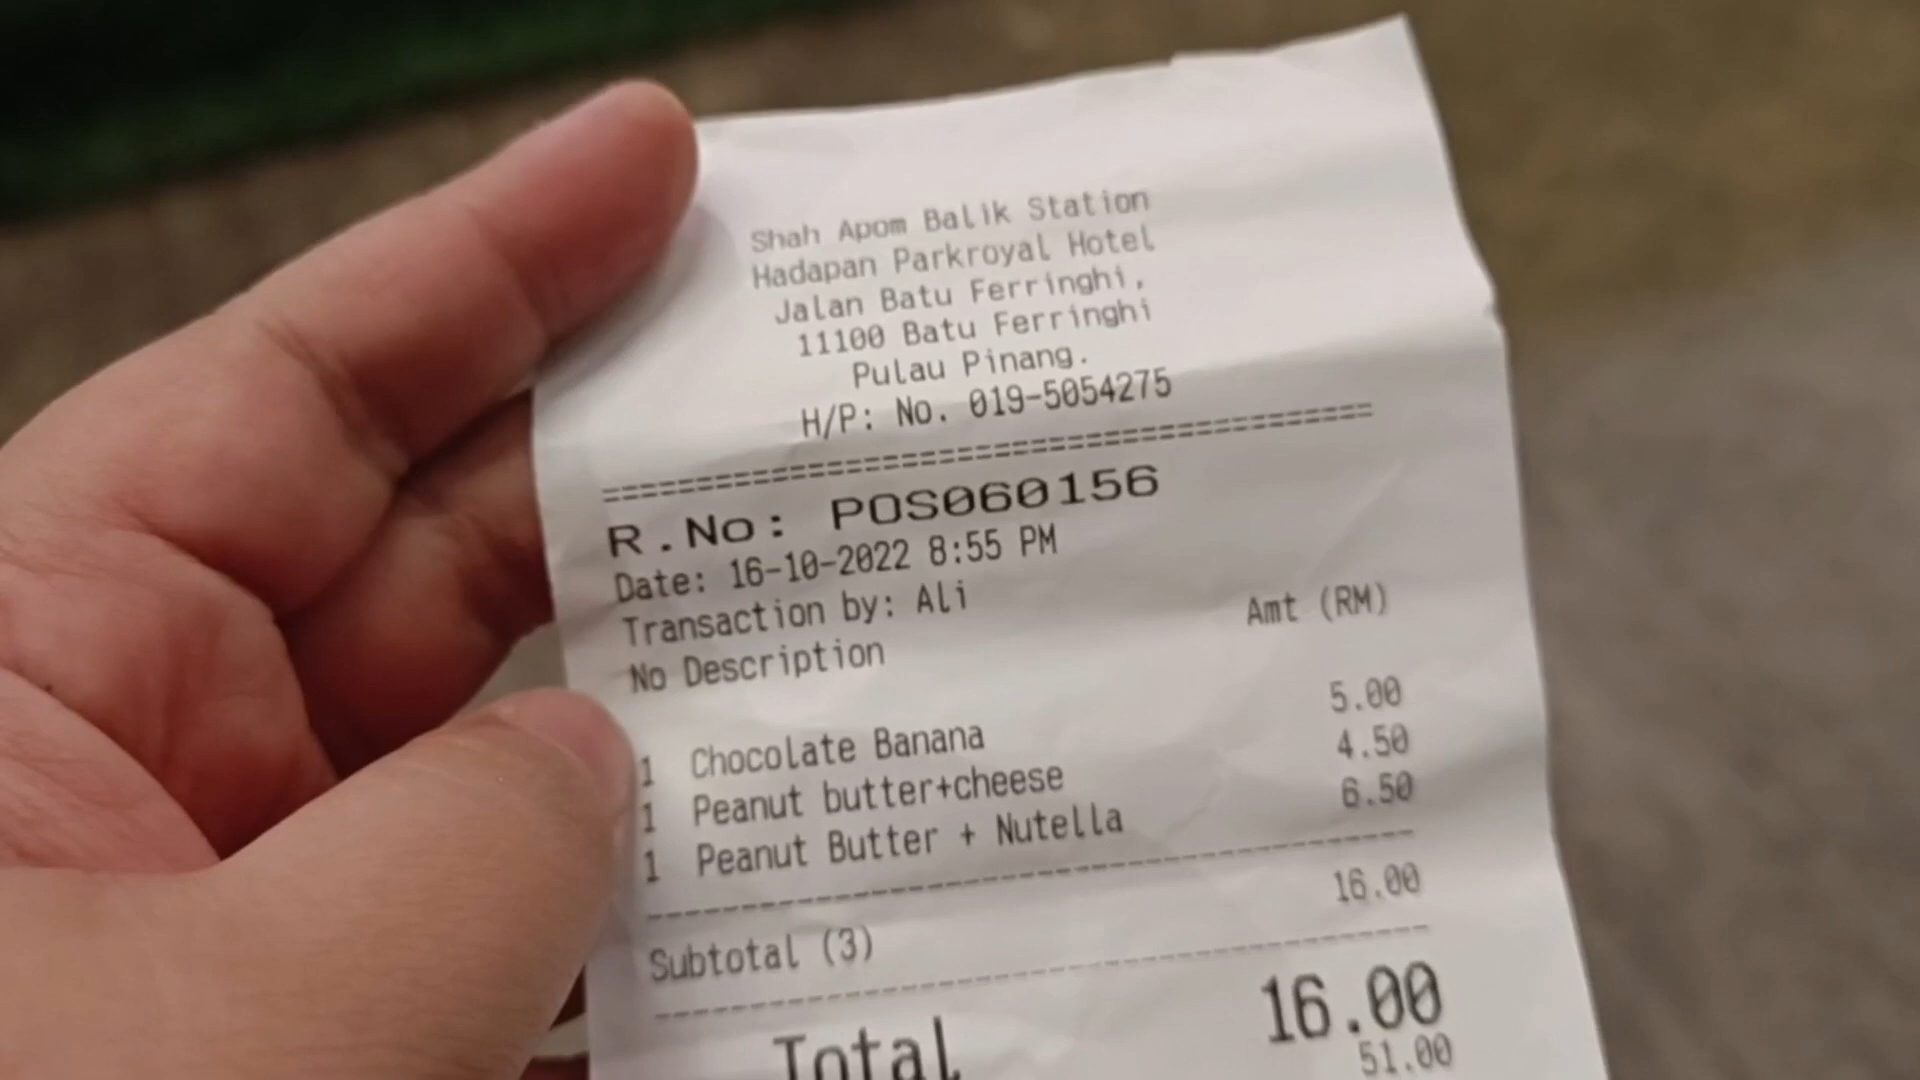 Shah Apom Balik Station
Hadapan Parkroyal Hotel
Jalan Batu Ferringhi,
11100 Batu Ferringhi
Pulau Pinang.
H/P: No. 019-5054275
========================================
R.No: POS060156
Date: 16-10-2022 8:55 PM
Transaction by: Ali
No Description Amt (RM)
1 Chocolate Banana 5.00
1 Peanut butter+cheese 4.50
1 Peanut Butter + Nutella 6.50
Subtotal (3) 16.00
Total 16.00
51.00